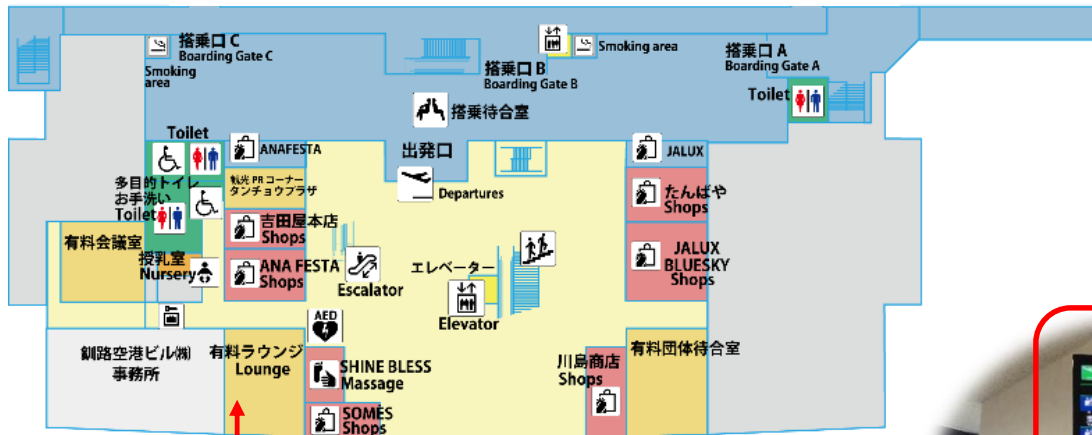 搭乗口 C
Boarding Gate C
Smoking area
Smoking area
搭乗口 B
Boarding Gate B
搭乗口 A
Boarding Gate A
Toilet
搭乗待合室
Toilet
ANAFESTA
出発口
Departures
JALUX
観光 PR コーナー
タンチョウプラザ
多目的トイレ
お手洗い
Toilet
たんばや
Shops
吉田屋本店
Shops
有料会議室
授乳室
Nursery
ANA FESTA
Shops
Escalator
エレベーター
Elevator
JALUX
BLUESKY
Shops
AED
釧路空港ビル㈱
事務所
有料ラウンジ
Lounge
SHINE BLESS
Massage
川島商店
Shops
有料団体待合室
SOMES
Shops